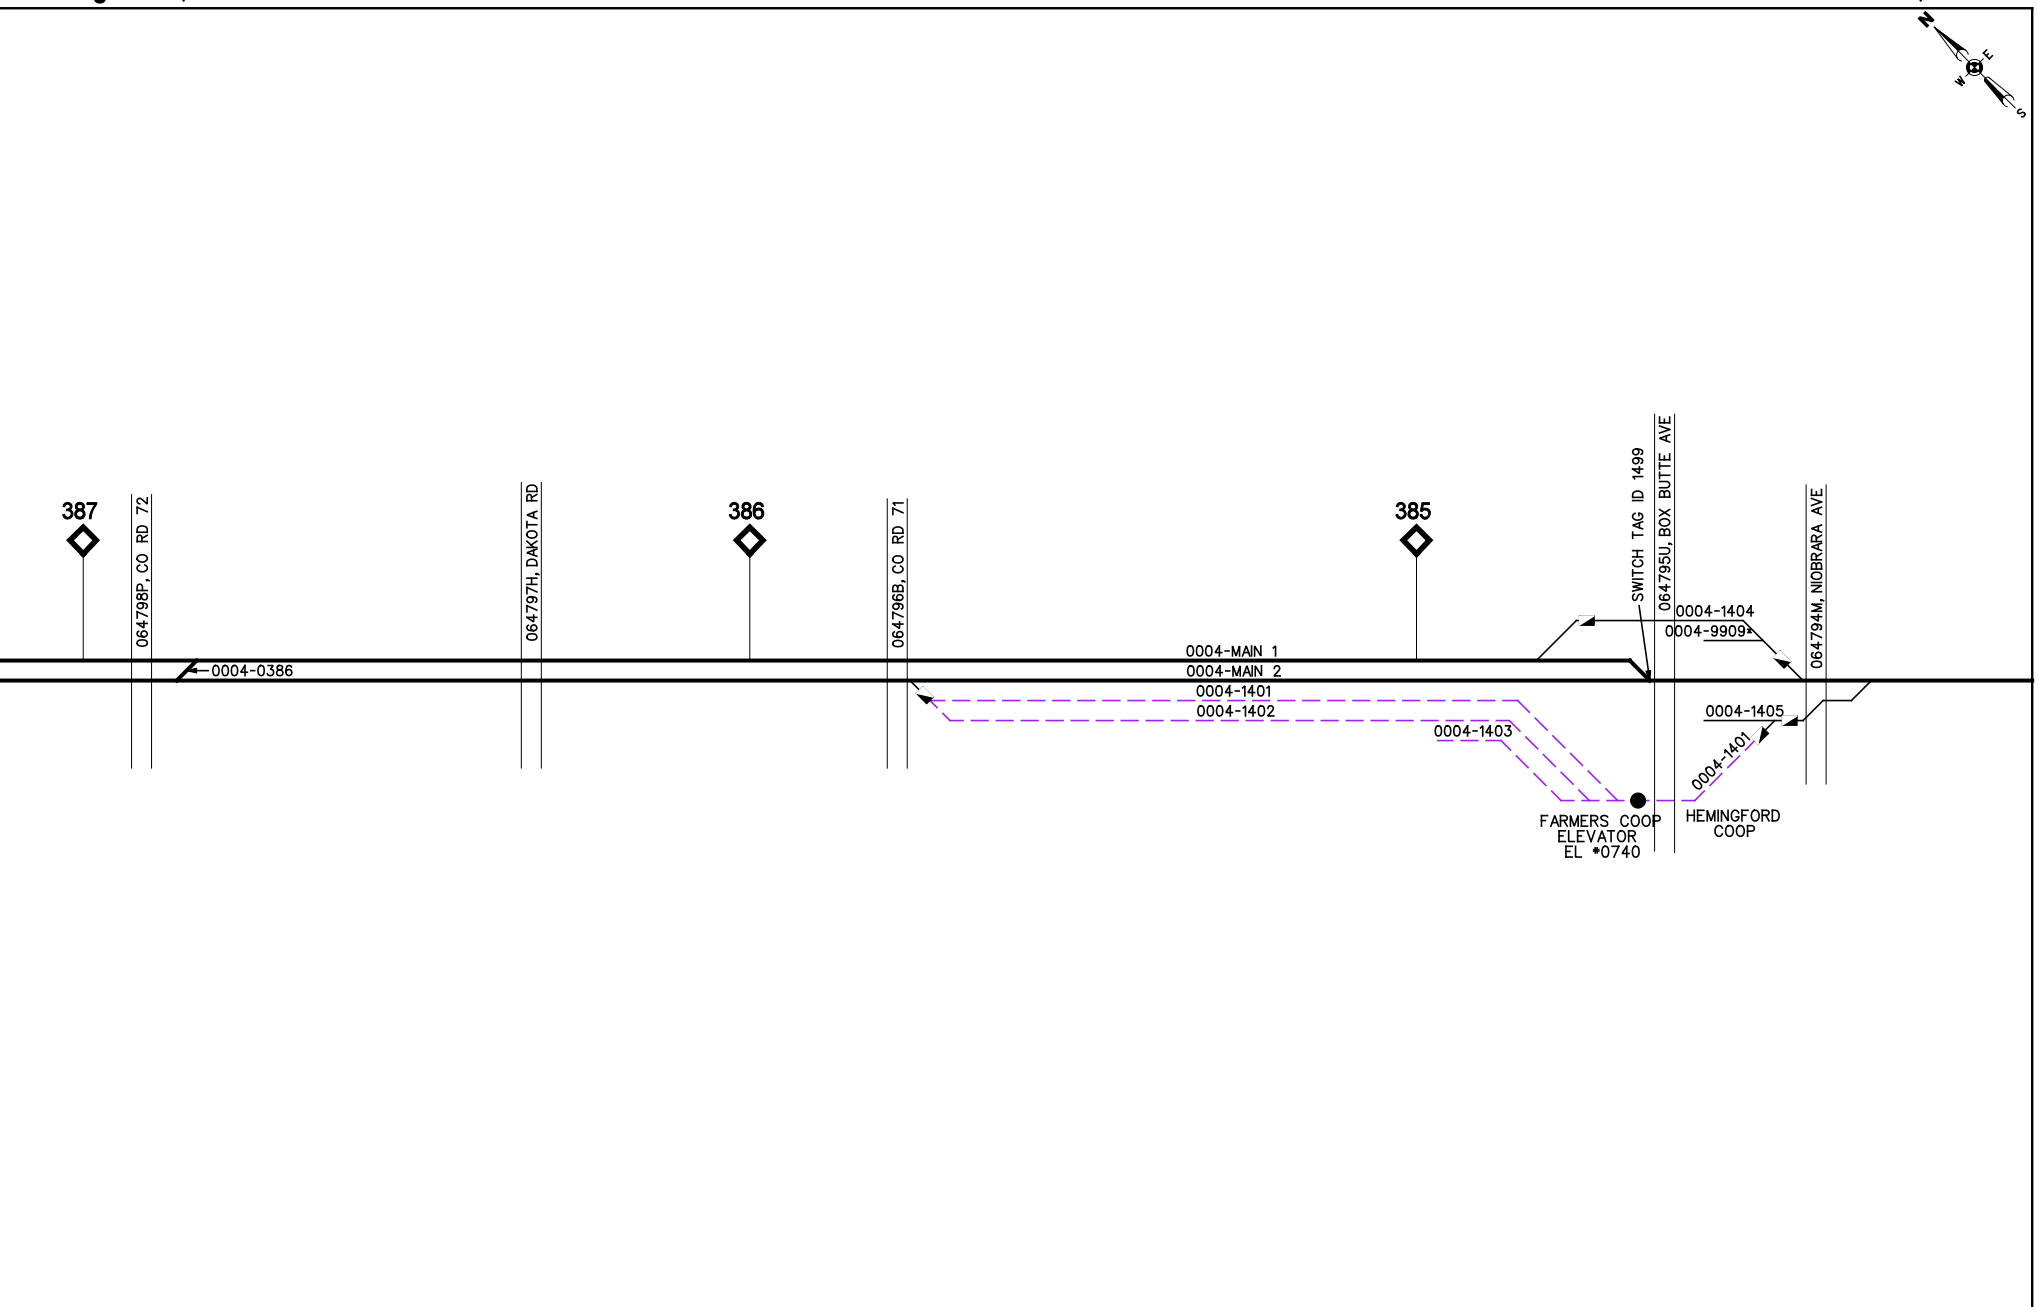 N
E
W
S
387
386
385
064798P, CO RD 72
064797H, DAKOTA RD
064796B, CO RD 71
SWITCH TAG ID 1499
064795U, BOX BUTTE AVE
064794M, NIOBRARA AVE
0004-1404
0004-9909*
0004-MAIN 1
0004-0386
0004-MAIN 2
0004-1401
0004-1402
0004-1405
0004-1403
0004-1401
FARMERS COOP
ELEVATOR
EL *0740
HEMINGFORD
COOP